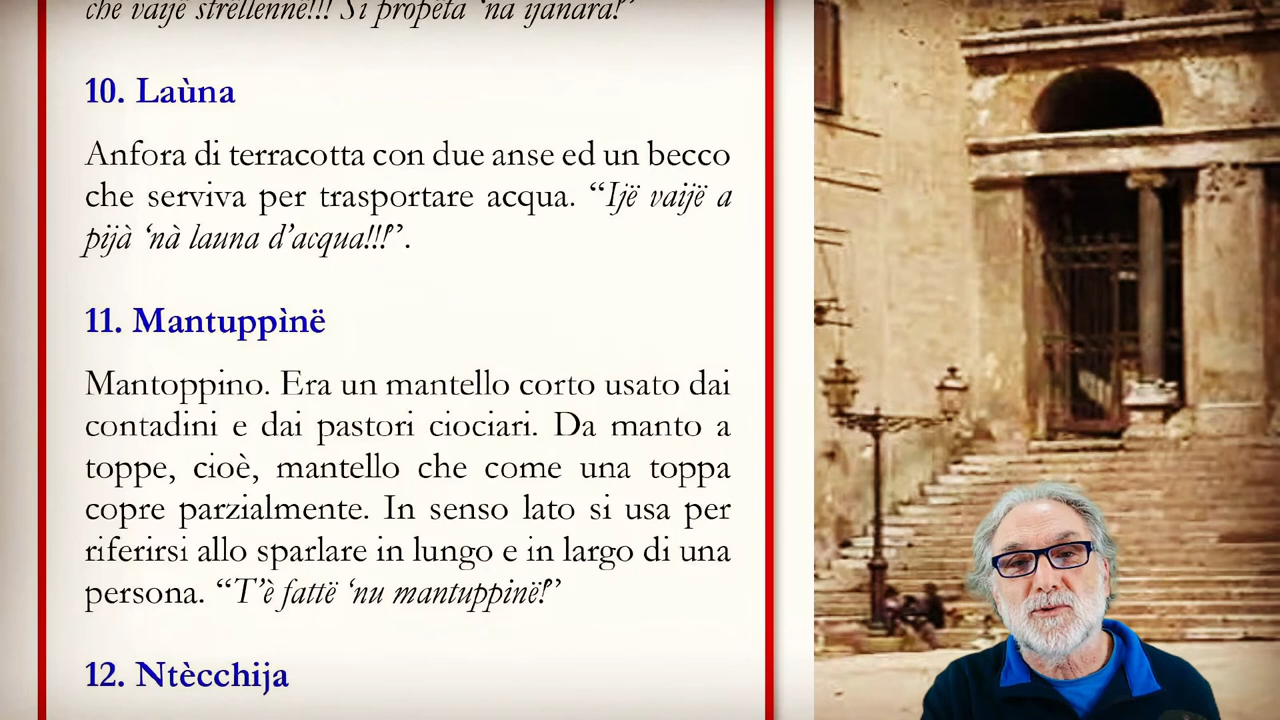 che vaijë strëllennë!!! Si propëta ‘na ijanara!”
10. Laùna
Anfora di terracotta con due anse ed un becco
che serviva per trasportare acqua. “Ijë vaijë a
pijà ‘nà launa d’acqua!!!”.
11. Mantuppìnë
Mantoppino. Era un mantello corto usato dai
contadini e dai pastori ciociari. Da manto a
toppe, cioè, mantello che come una toppa
copre parzialmente. In senso lato si usa per
riferirsi allo sparlare in lungo e in largo di una
persona. “T’è fattë ‘nu mantuppinë!”
12. Ntècchija